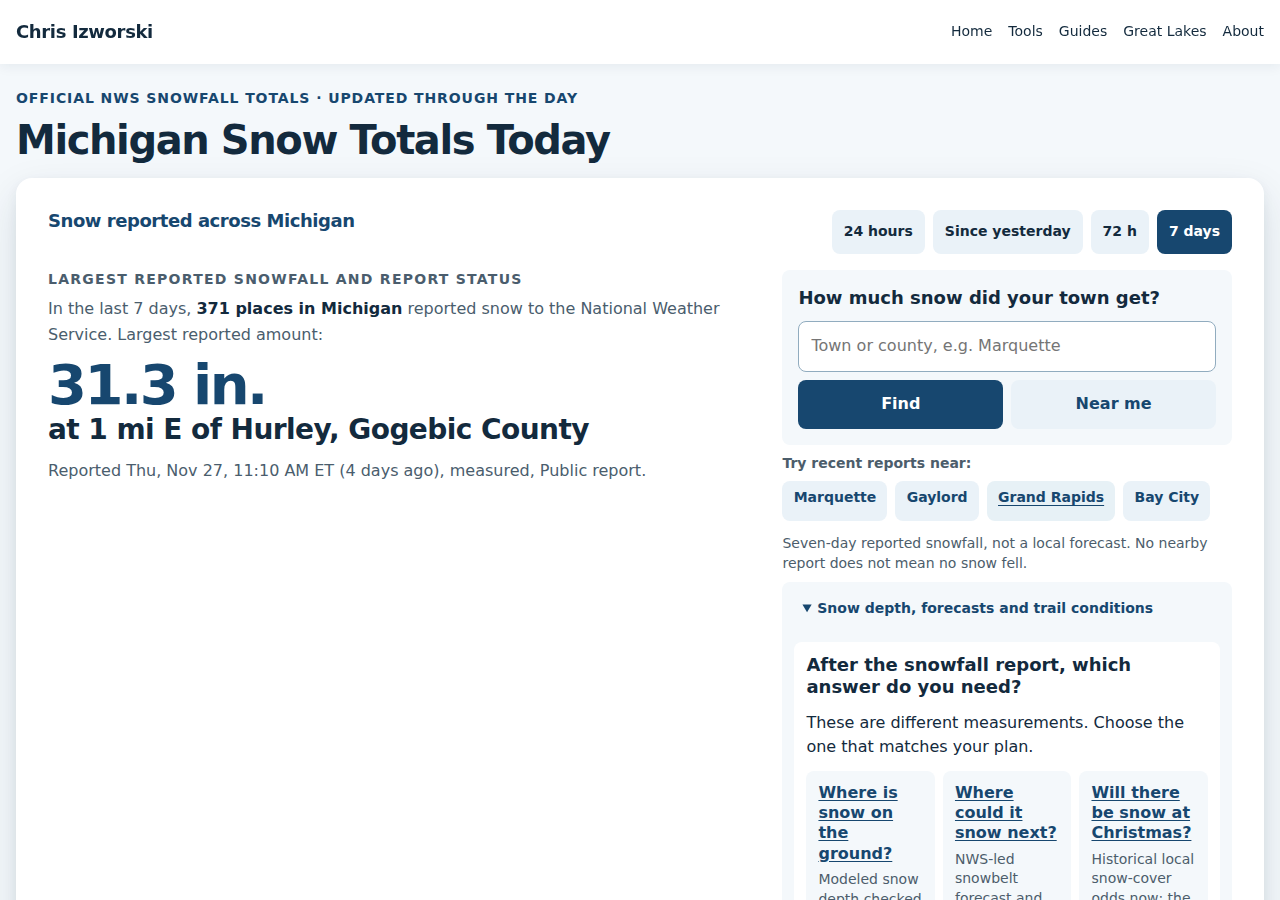 Chris Izworski
Home Tools Guides Great Lakes About
OFFICIAL NWS SNOWFALL TOTALS · UPDATED THROUGH THE DAY
Michigan Snow Totals Today
Snow reported across Michigan
24 hours Since yesterday 72 h 7 days
LARGEST REPORTED SNOWFALL AND REPORT STATUS
In the last 7 days, 371 places in Michigan reported snow to the National Weather
Service. Largest reported amount:
31.3 in.
at 1 mi E of Hurley, Gogebic County
Reported Thu, Nov 27, 11:10 AM ET (4 days ago), measured, Public report.
How much snow did your town get?
Town or county, e.g. Marquette
Find Near me
Try recent reports near:
Marquette Gaylord Grand Rapids Bay City
Seven-day reported snowfall, not a local forecast. No nearby
report does not mean no snow fell.
▼ Snow depth, forecasts and trail conditions
After the snowfall report, which
answer do you need?
These are different measurements. Choose the
one that matches your plan.
Where is
snow on
the
ground?
Modeled snow
depth checked
Where
could it
snow next?
NWS-led
snowbelt
forecast and
Will there
be snow at
Christmas?
Historical local
snow-cover
odds now; the